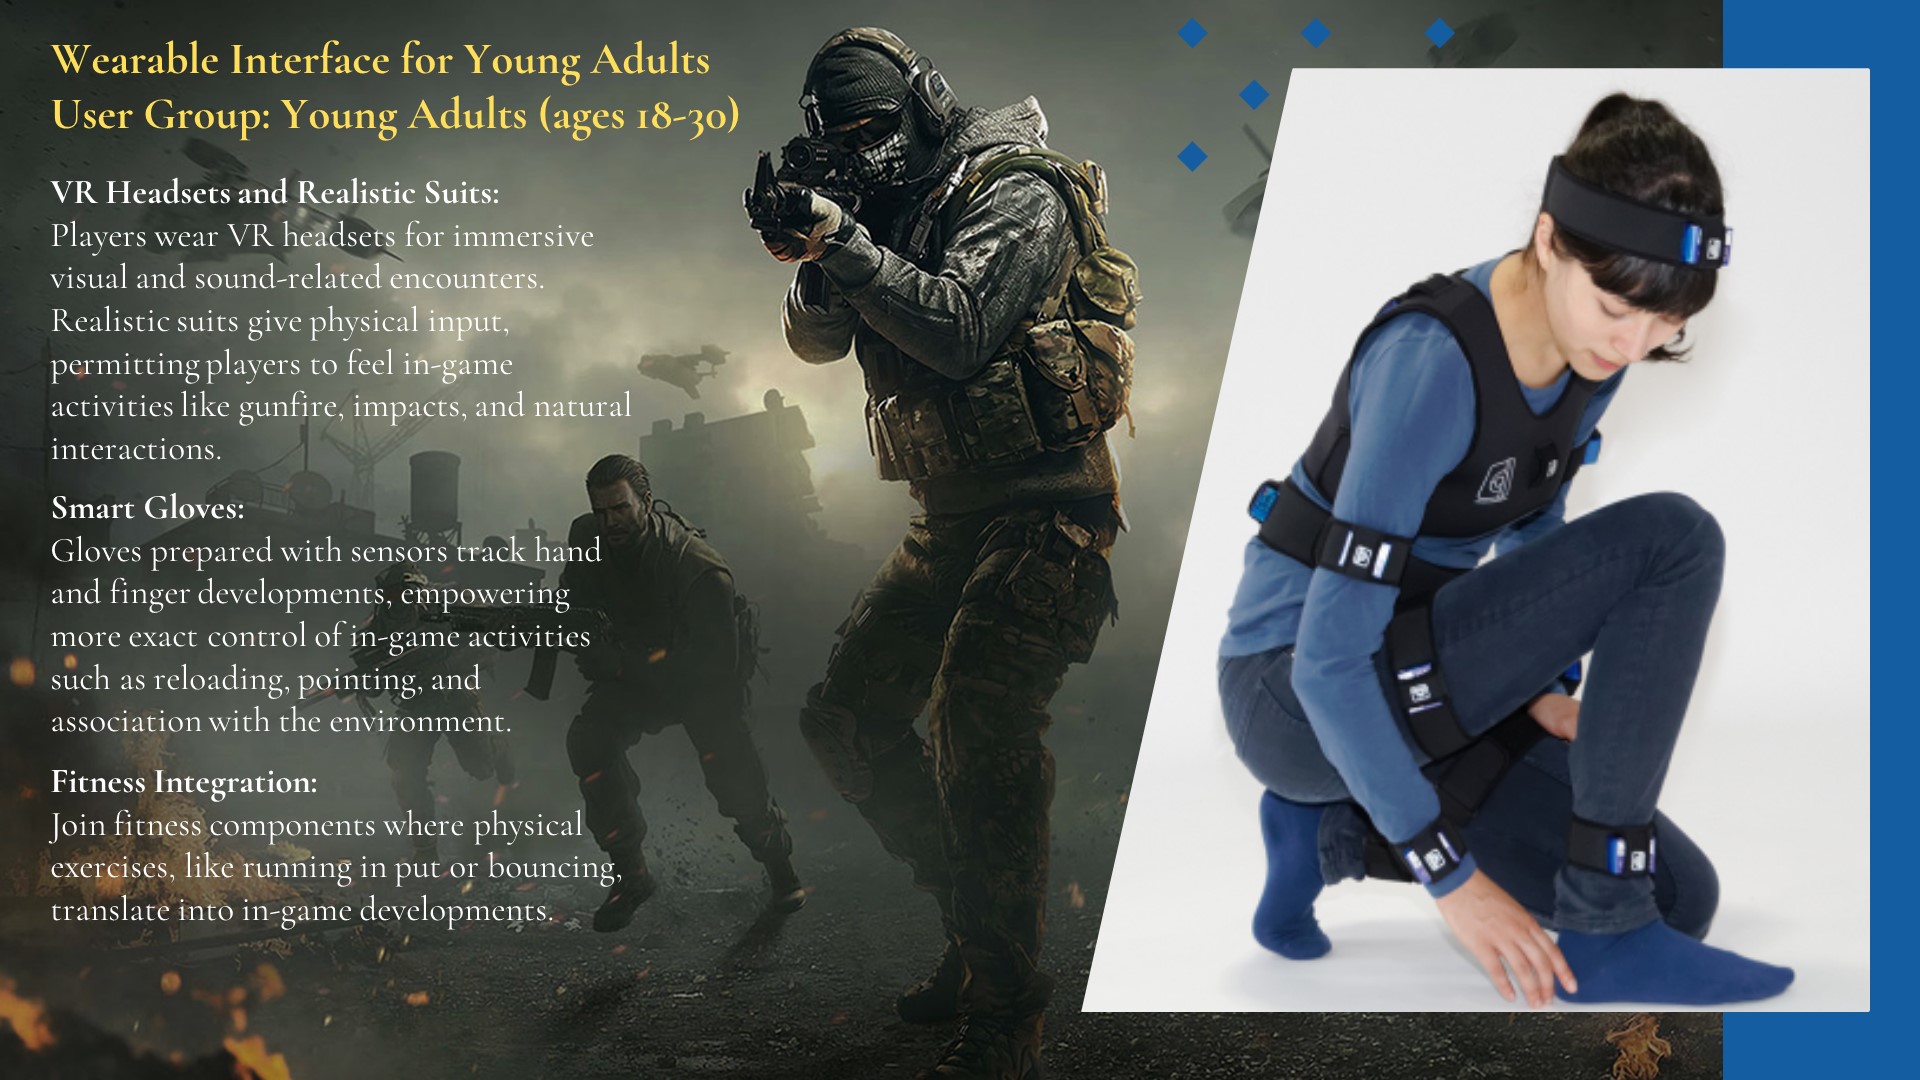 Wearable Interface for Young Adults
User Group: Young Adults (ages 18-30)
VR Headsets and Realistic Suits:
Players wear VR headsets for immersive
visual and sound-related encounters.
Realistic suits give physical input,
permitting players to feel in-game
activities like gunfire, impacts, and natural
interactions.
Smart Gloves:
Gloves prepared with sensors track hand
and finger developments, empowering
more exact control of in-game activities
such as reloading, pointing, and
association with the environment.
Fitness Integration:
Join fitness components where physical
exercises, like running in put or bouncing,
translate into in-game developments.